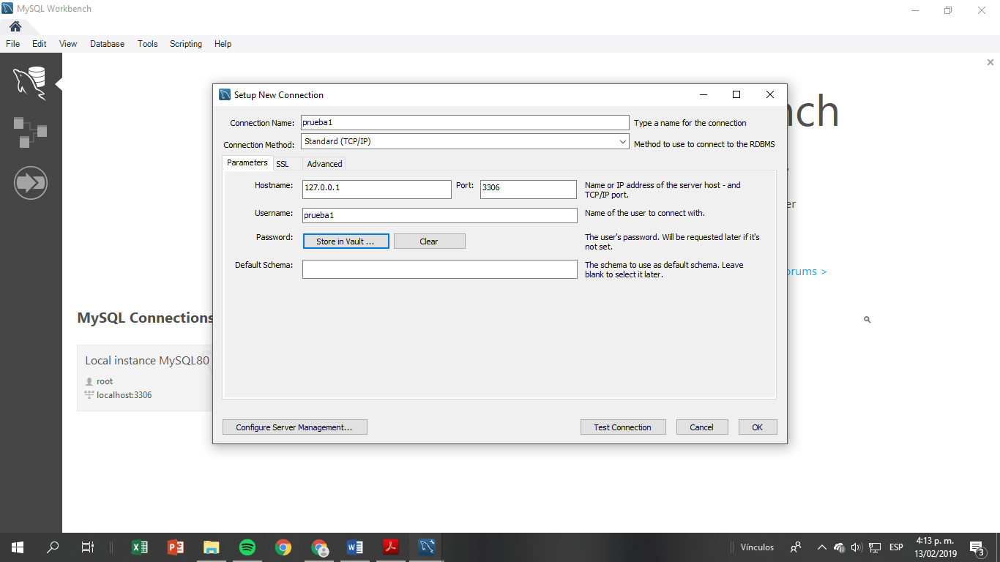 MySQL Workbench
File Edit View Database Tools Scripting Help
nch
Setup New Connection
Connection Name: prueba1 Type a name for the connection
Connection Method: Standard (TCP/IP) Method to use to connect to the RDBMS
Parameters SSL Advanced
Hostname: 127.0.0.1 Port: 3306 Name or IP address of the server host - and
TCP/IP port.
er
Username: prueba1 Name of the user to connect with.
Password: Store in Vault ... Clear The user's password. Will be requested later if it's
not set.
Default Schema: The schema to use as default schema. Leave
blank to select it later.
orums >
MySQL Connections
Local instance MySQL80
root
localhost:3306
Configure Server Management... Test Connection Cancel OK
Vínculos ESP 4:13 p. m.
13/02/2019
3